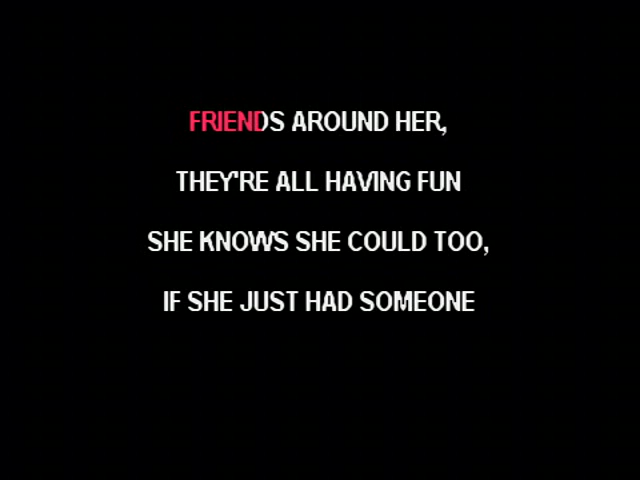 FRIENDS AROUND HER,
THEY'RE ALL HAVING FUN
SHE KNOWS SHE COULD TOO,
IF SHE JUST HAD SOMEONE